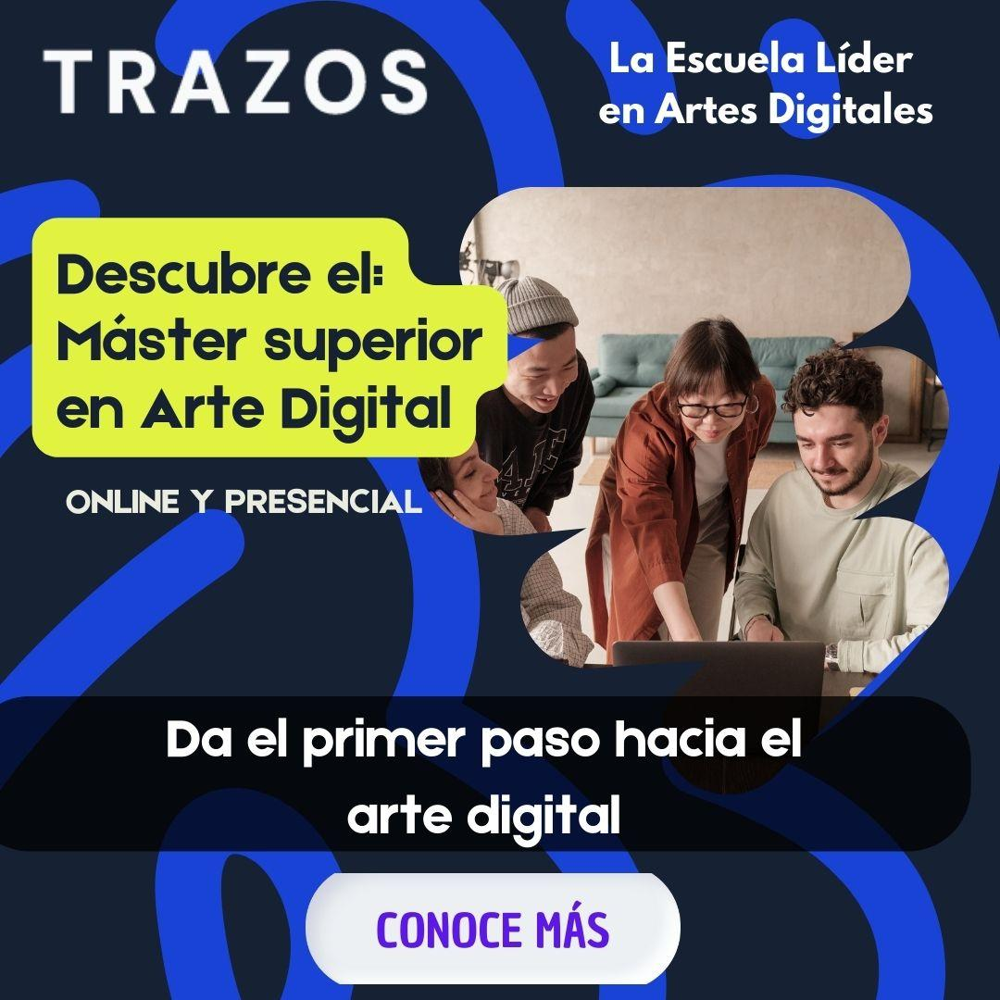 TRAZOS
La Escuela Líder
en Artes Digitales
Descubre el:
Máster superior
en Arte Digital
ONLINE Y PRESENCIAL
Da el primer paso hacia el
arte digital
CONOCE MÁS